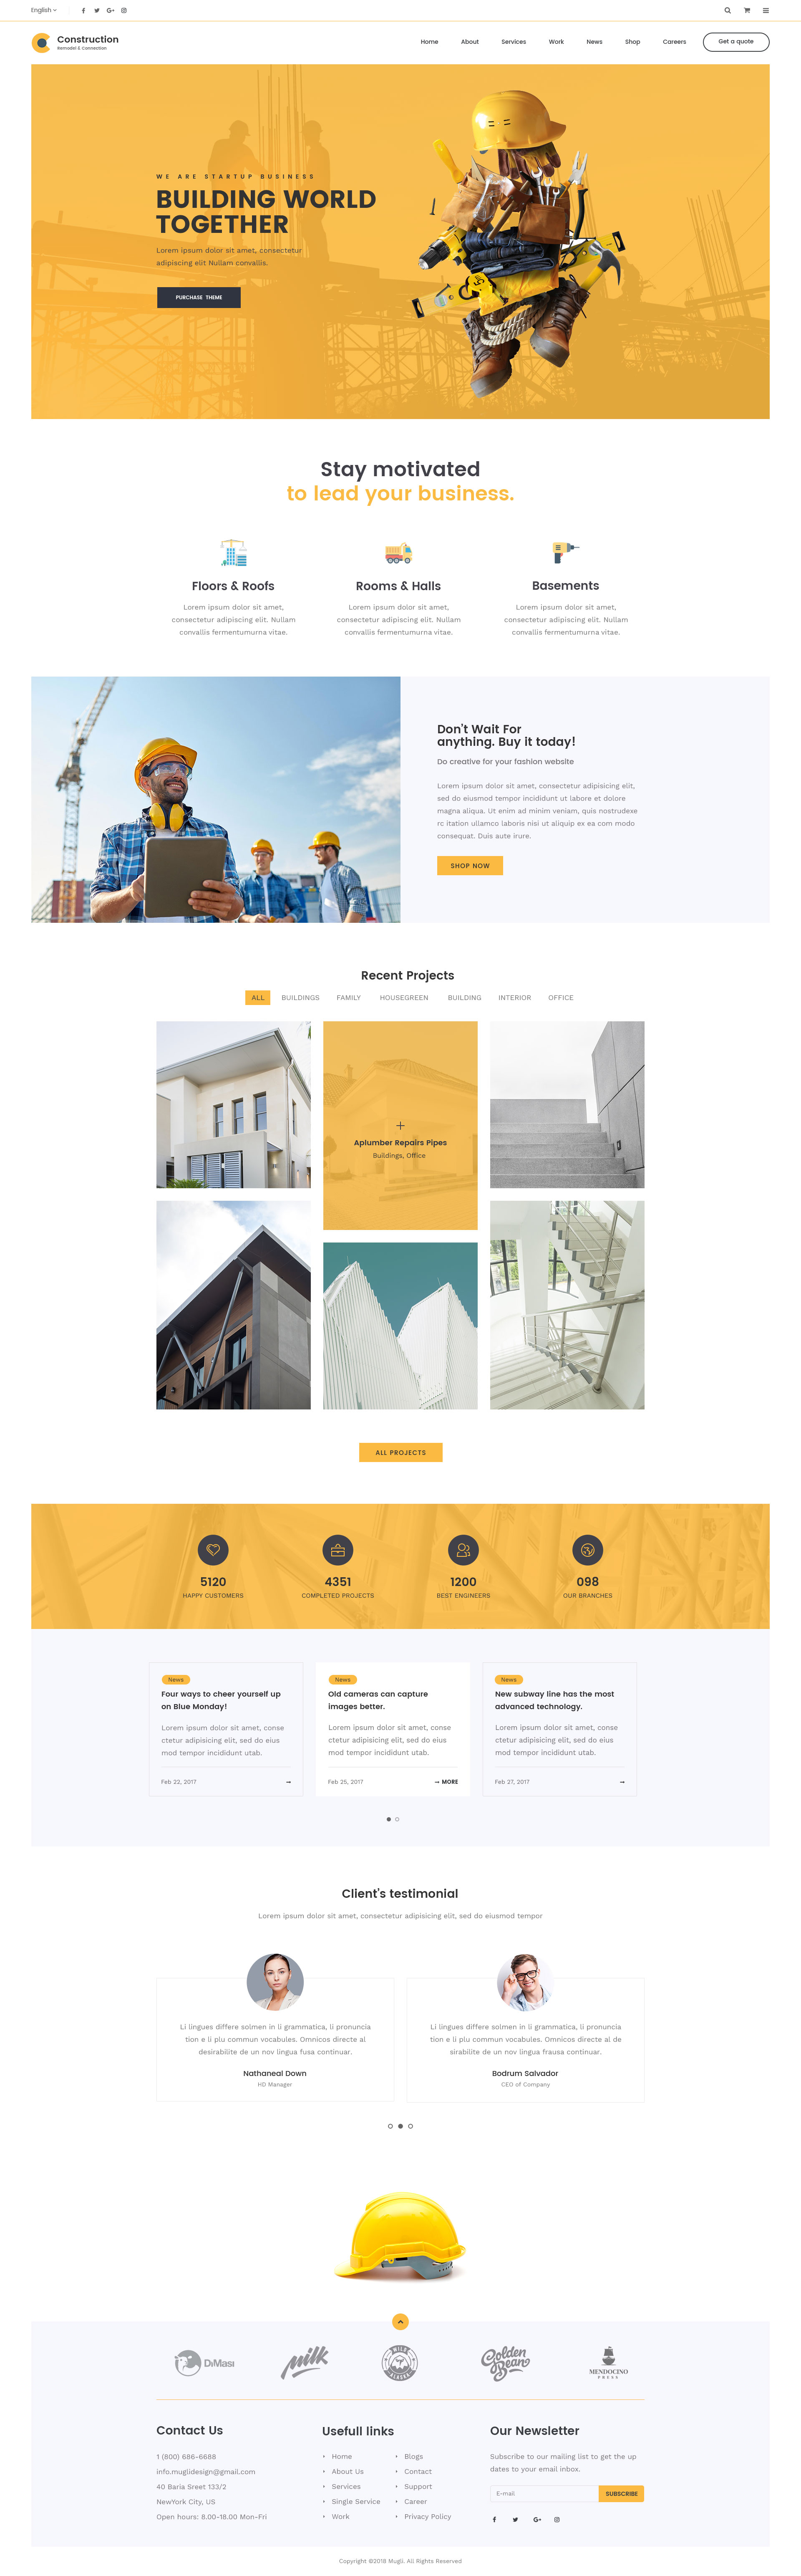 English
Construction
Remodel & Connection
Home
About
Services
Work
News
Shop
Careers
Get a quote
WE ARE STARTUP BUSINESS
BUILDING WORLD
TOGETHER
Lorem ipsum dolor sit amet, consectetur
adipiscing elit Nullam convallis.
PURCHASE THEME
Stay motivated
to lead your business.
Floors & Roofs
Lorem ipsum dolor sit amet,
consectetur adipiscing elit. Nullam
convallis fermentumurna vitae.
Rooms & Halls
Lorem ipsum dolor sit amet,
consectetur adipiscing elit. Nullam
convallis fermentumurna vitae.
Basements
Lorem ipsum dolor sit amet,
consectetur adipiscing elit. Nullam
convallis fermentumurna vitae.
Don't Wait For
anything. Buy it today!
Do creative for your fashion website
Lorem ipsum dolor sit amet, consectetur adipisicing elit,
sed do eiusmod tempor incididunt ut labore et dolore
magna aliqua. Ut enim ad minim veniam, quis nostrudexe
rc itation ullamco laboris nisi ut aliquip ex ea com modo
consequat. Duis aute irure.
SHOP NOW
Recent Projects
ALL
BUILDINGS
FAMILY
HOUSEGREEN
BUILDING
INTERIOR
OFFICE
Aplumber Repairs Pipes
Buildings, Office
ALL PROJECTS
5120
HAPPY CUSTOMERS
4351
COMPLETED PROJECTS
1200
BEST ENGINEERS
098
OUR BRANCHES
News
Four ways to cheer yourself up
on Blue Monday!
Lorem ipsum dolor sit amet, conse
ctetur adipisicing elit, sed do eius
mod tempor incididunt utab.
Feb 22, 2017
News
Old cameras can capture
images better.
Lorem ipsum dolor sit amet, conse
ctetur adipisicing elit, sed do eius
mod tempor incididunt utab.
Feb 25, 2017
MORE
News
New subway line has the most
advanced technology.
Lorem ipsum dolor sit amet, conse
ctetur adipisicing elit, sed do eius
mod tempor incididunt utab.
Feb 27, 2017
Client's testimonial
Lorem ipsum dolor sit amet, consectetur adipisicing elit, sed do eiusmod tempor
Li lingues differe solmen in li grammatica, li pronuncia
tion e li plu commun vocabules. Omnicos directe al
desirabilite de un nov lingua fusa continuar.
Nathaneal Down
HD Manager
Li lingues differe solmen in li grammatica, li pronuncia
tion e li plu commun vocabules. Omnicos directe al de
sirabilite de un nov lingua frausa continuar.
Bodrum Salvador
CEO of Company
DiMasi
milk
Golden
Bean
MENDOCINO
PRESS
Contact Us
1 (800) 686-6688
info.muglidesign@gmail.com
40 Baria Sreet 133/2
NewYork City, US
Open hours: 8.00-18.00 Mon-Fri
Usefull links
Home
About Us
Services
Single Service
Work
Blogs
Contact
Support
Career
Privacy Policy
Our Newsletter
Subscribe to our mailing list to get the up
dates to your email inbox.
E-mail
SUBSCRIBE
Copyright ©2018 Mugli. All Rights Reserved